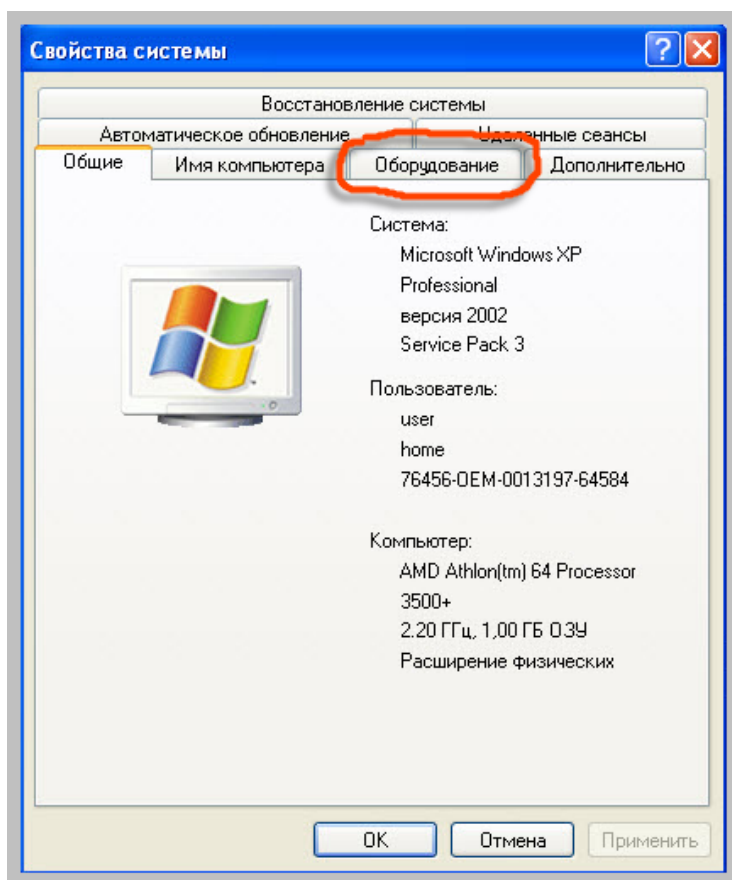 Свойства системы
Восстановление системы
Автоматическое обновление Удаленные сеансы
Общие Имя компьютера Оборудование Дополнительно
Система:
Microsoft Windows XP
Professional
версия 2002
Service Pack 3
Пользователь:
user
home
76456-OEM-0013197-64584
Компьютер:
AMD Athlon(tm) 64 Processor
3500+
2.20 ГГц, 1,00 ГБ ОЗУ
Расширение физических
OK Отмена Применить